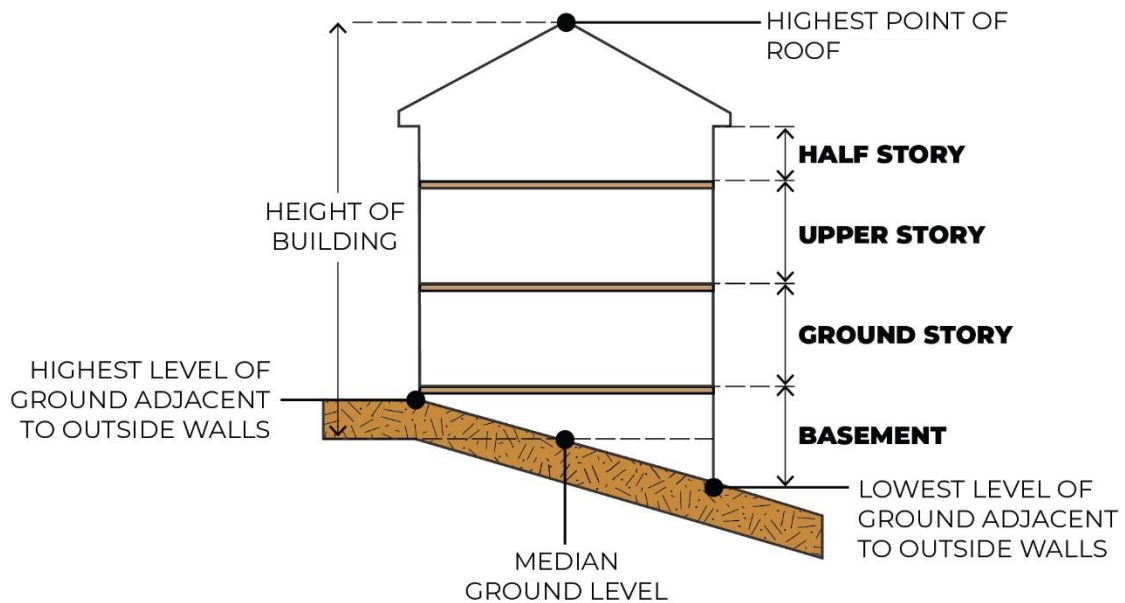 HIGHEST POINT OF
ROOF
HALF STORY
HEIGHT OF
BUILDING
UPPER STORY
GROUND STORY
HIGHEST LEVEL OF
GROUND ADJACENT
TO OUTSIDE WALLS
BASEMENT
LOWEST LEVEL OF
GROUND ADJACENT
TO OUTSIDE WALLS
MEDIAN
GROUND LEVEL